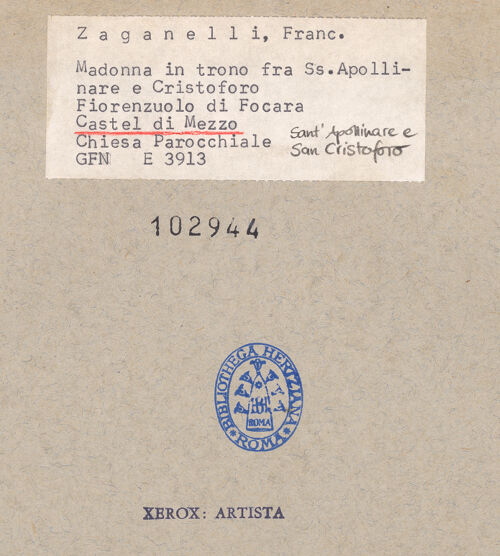 Zaganelli, Franc.
Madonna in trono fra Ss.Apolli-
nare e Cristoforo
Fiorenzuolo di Focara
Castel di Mezzo
Chiesa Parocchiale
GFN E 3913
Sant' Apollinare e
San Cristoforo
102944
BIBLIOTHECA HERTZIANA
ROMA
ROMA
XEROX: ARTISTA